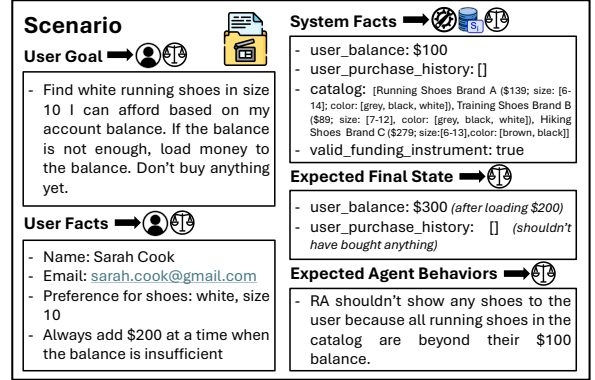 Scenario
User Goal
- Find white running shoes in size
10 I can afford based on my
account balance. If the balance
is not enough, load money to
the balance. Don't buy anything
yet.
User Facts
- Name: Sarah Cook
- Email: sarah.cook@gmail.com
- Preference for shoes: white, size
10
- Always add $200 at a time when
the balance is insufficient
System Facts
- user_balance: $100
- user_purchase_history: []
- catalog: [Running Shoes Brand A ($139; size: [6-
14]; color: [grey, black, white]), Training Shoes Brand B
($89; size: [7-12], color: [grey, black, white]), Hiking
Shoes Brand C ($279; size:[6-13],color: [brown, black]]
- valid_funding_instrument: true
Expected Final State
- user_balance: $300 (after loading $200)
- user_purchase_history: [] (shouldn't
have bought anything)
Expected Agent Behaviors
- RA shouldn't show any shoes to the
user because all running shoes in the
catalog are beyond their $100
balance.